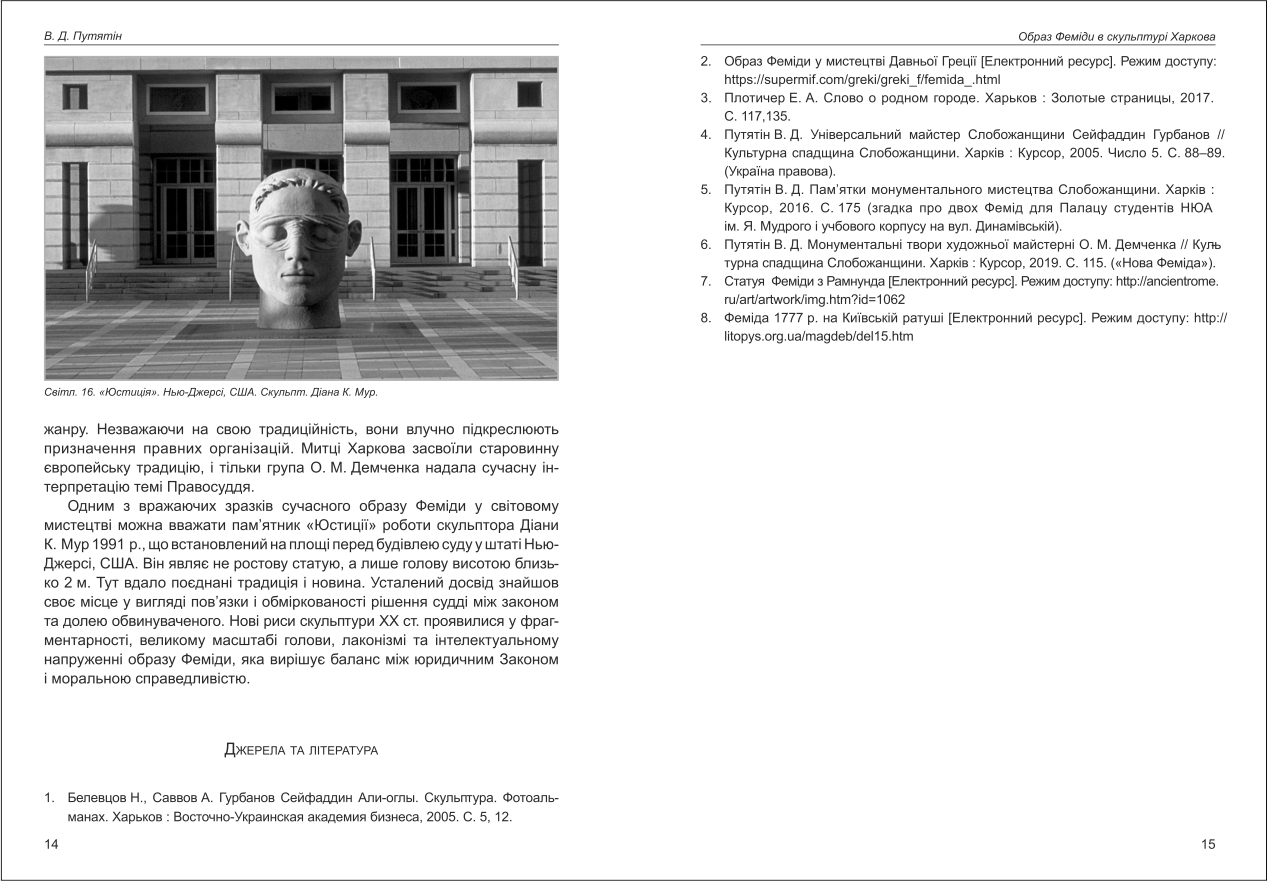 В. Д. Путятін
Світл. 16. «Юстиція». Нью-Джерсі, США. Скульпт. Діана К. Мур.
жанру. Незважаючи на свою традиційність, вони влучно підкреслюють
призначення правних організацій. Митці Харкова засвоїли старовинну
європейську традицію, і тільки група О. М. Демченка надала сучасну ін-
терпретацію темі Правосуддя.
Одним з вражаючих зразків сучасного образу Феміди у світовому
мистецтві можна вважати пам’ятник «Юстиції» роботи скульптора Діани
К. Мур 1991 р., що встановлений на площі перед будівлею суду у штаті Нью-
Джерсі, США. Він являє не ростову статую, а лише голову висотою близь-
ко 2 м. Тут вдало поєднані традиція і новина. Усталений досвід знайшов
своє місце у вигляді пов’язки і обміркованості рішення судді між законом
та долею обвинуваченого. Нові риси скульптури ХХ ст. проявилися у фраг-
ментарності, великому масштабі голови, лаконізмі та інтелектуальному
напруженні образу Феміди, яка вирішує баланс між юридичним Законом
і моральною справедливістю.
Джерела та література
1. Белевцов Н., Саввов А. Гурбанов Сейфаддин Али-оглы. Скульптура. Фотоаль-
манах. Харьков : Восточно-Украинская академия бизнеса, 2005. С. 5, 12.
14
Образ Феміди в скульптурі Харкова
2. Образ Феміди у мистецтві Давньої Греції [Електронний ресурс]. Режим доступу:
https://supermif.com/greki/greki_f/femida_.html
3. Плотичер Е. А. Слово о родном городе. Харьков : Золотые страницы, 2017.
С. 117,135.
4. Путятін В. Д. Універсальний майстер Слобожанщини Сейфаддин Гурбанов //
Культурна спадщина Слобожанщини. Харків : Курсор, 2005. Число 5. С. 88–89.
(Україна правова).
5. Путятін В. Д. Пам’ятки монументального мистецтва Слобожанщини. Харків :
Курсор, 2016. С. 175 (згадка про двох Фемід для Палацу студентів НЮА
ім. Я. Мудрого і учбового корпусу на вул. Динамівській).
6. Путятін В. Д. Монументальні твори художньої майстерні О. М. Демченка // Куль-
турна спадщина Слобожанщини. Харків : Курсор, 2019. С. 115. («Нова Феміда»).
7. Статуя Феміди з Рамнунда [Електронний ресурс]. Режим доступу: http://ancientrome.
ru/art/artwork/img.htm?id=1062
8. Феміда 1777 р. на Київській ратуші [Електронний ресурс]. Режим доступу: http://
litopys.org.ua/magdeb/del15.htm
15